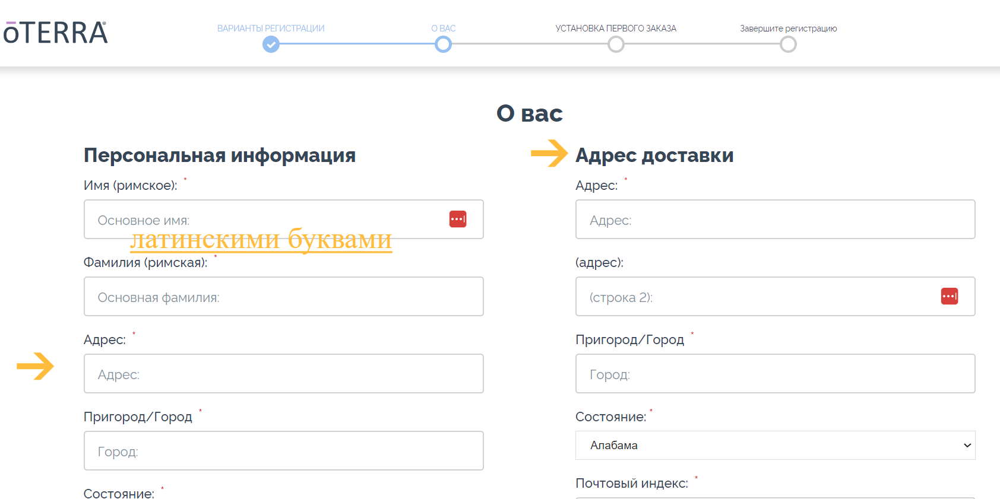 ōTERRA®
ВАРИАНТЫ РЕГИСТРАЦИИ
О ВАС
УСТАНОВКА ПЕРВОГО ЗАКАЗА
Завершите регистрацию
О вас
Персональная информация
Имя (римское): *
Основное имя:
латинскими буквами
Фамилия (римская): *
Основная фамилия:
Адрес: *
Адрес:
Пригород/Город *
Город:
Состояние: *
Адрес доставки
Адрес: *
Адрес:
(адрес):
(строка 2):
Пригород/Город *
Город:
Состояние: *
Алабама
Почтовый индекс: *